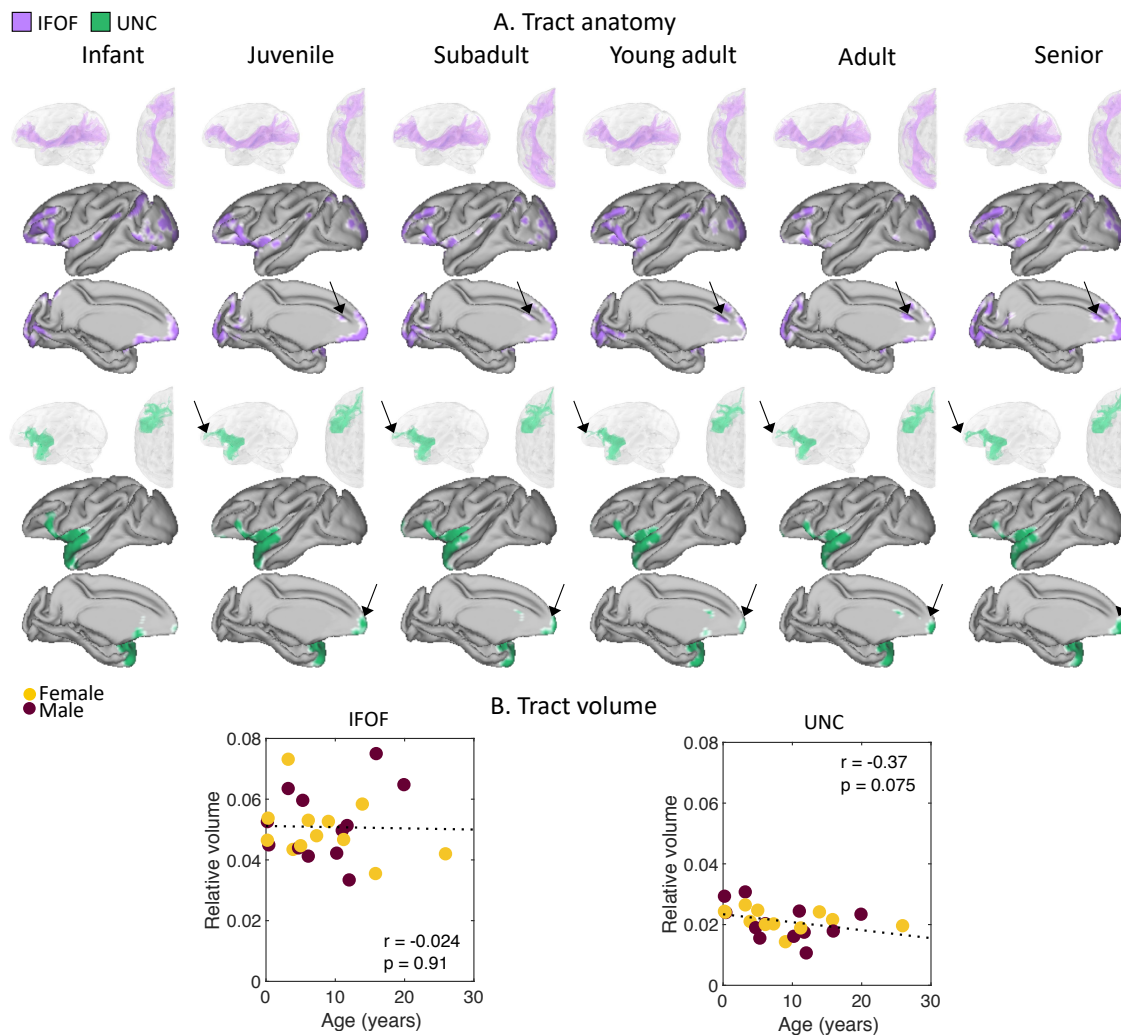 IFOF UNC
A. Tract anatomy
Infant Juvenile Subadult Young adult Adult Senior
Female
Male
B. Tract volume
IFOF
0.08
0.06
0.04
0.02
0
Relative volume
r = -0.024
p = 0.91
0 10 20 30
Age (years)
UNC
0.08
0.06
0.04
0.02
0
Relative volume
r = -0.37
p = 0.075
0 10 20 30
Age (years)